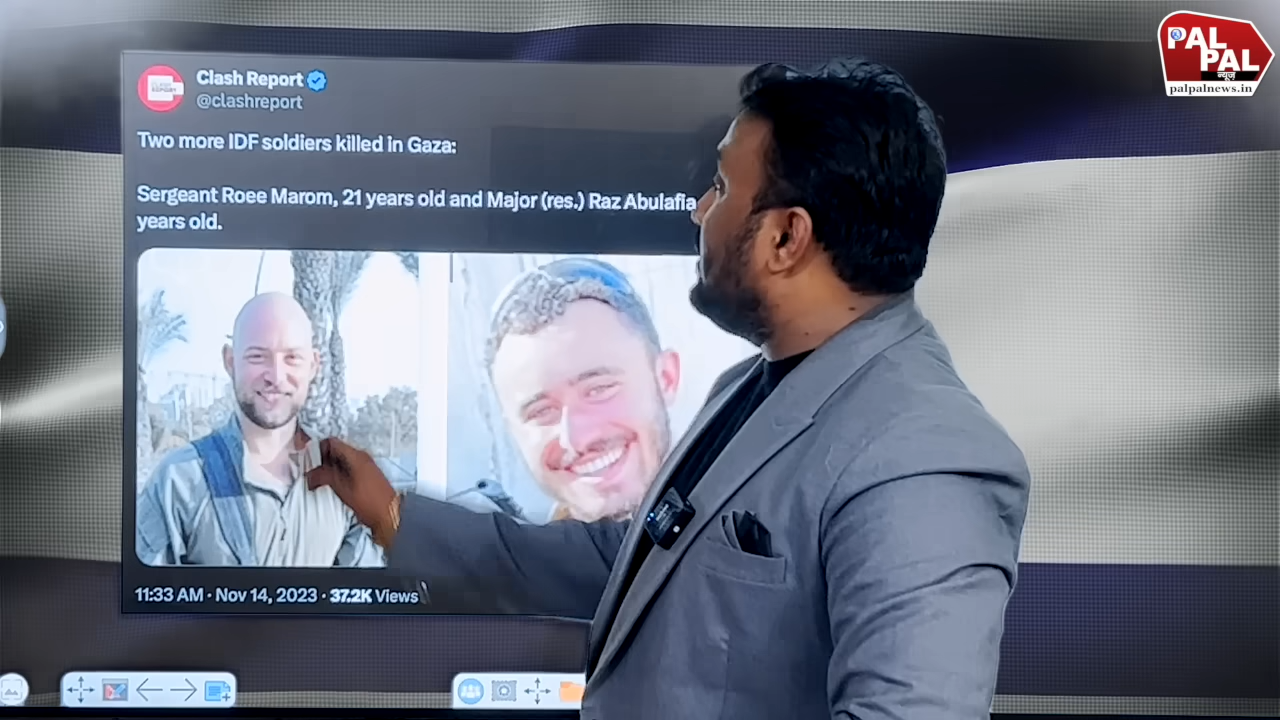 Clash Report
@clashreport
Two more IDF soldiers killed in Gaza:
Sergeant Roee Marom, 21 years old and Major (res.) Raz Abulafia
years old.
11:33 AM · Nov 14, 2023 · 37.2K Views
PAL
PAL
न्यूज़
palpalnews.in